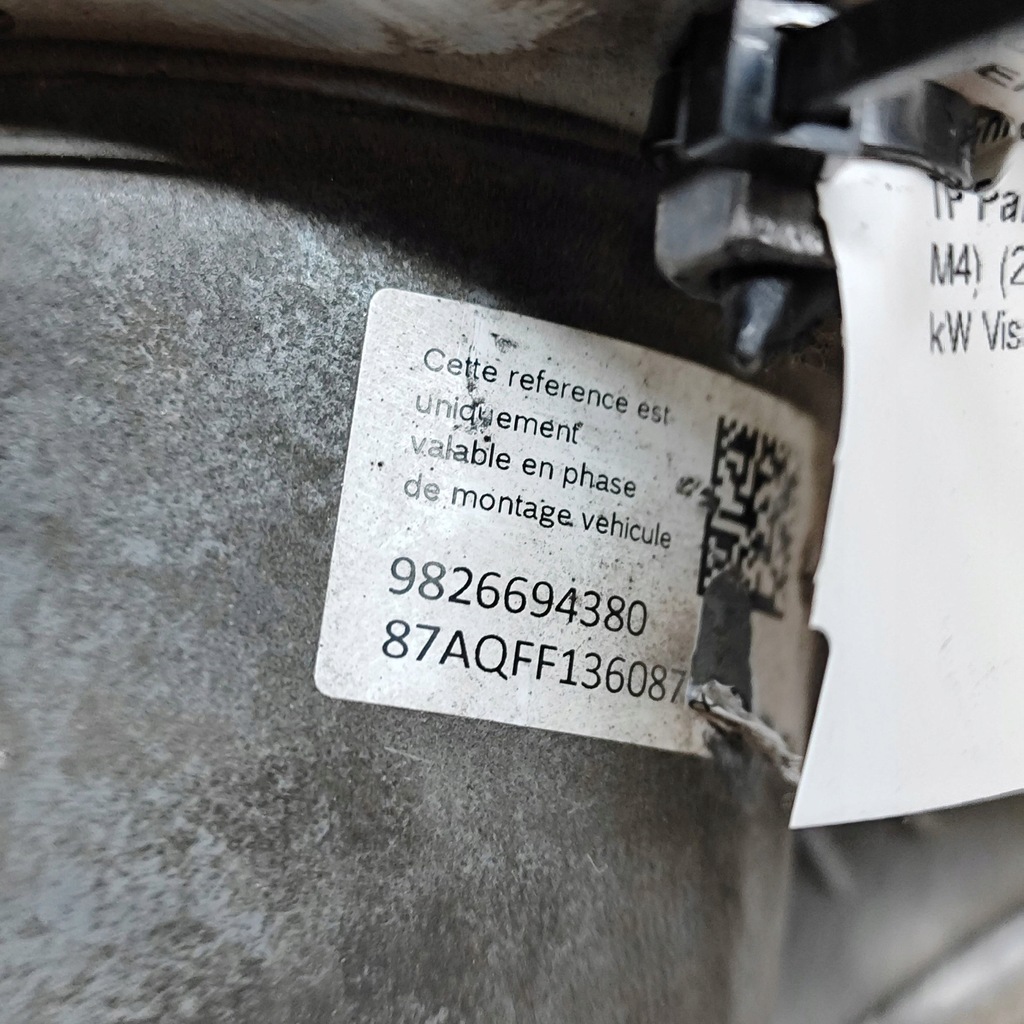 Cette reference est
uniquement
valable en phase
de montage vehicule
9826694380
87AQFF136087
M4) (2
kW Vis